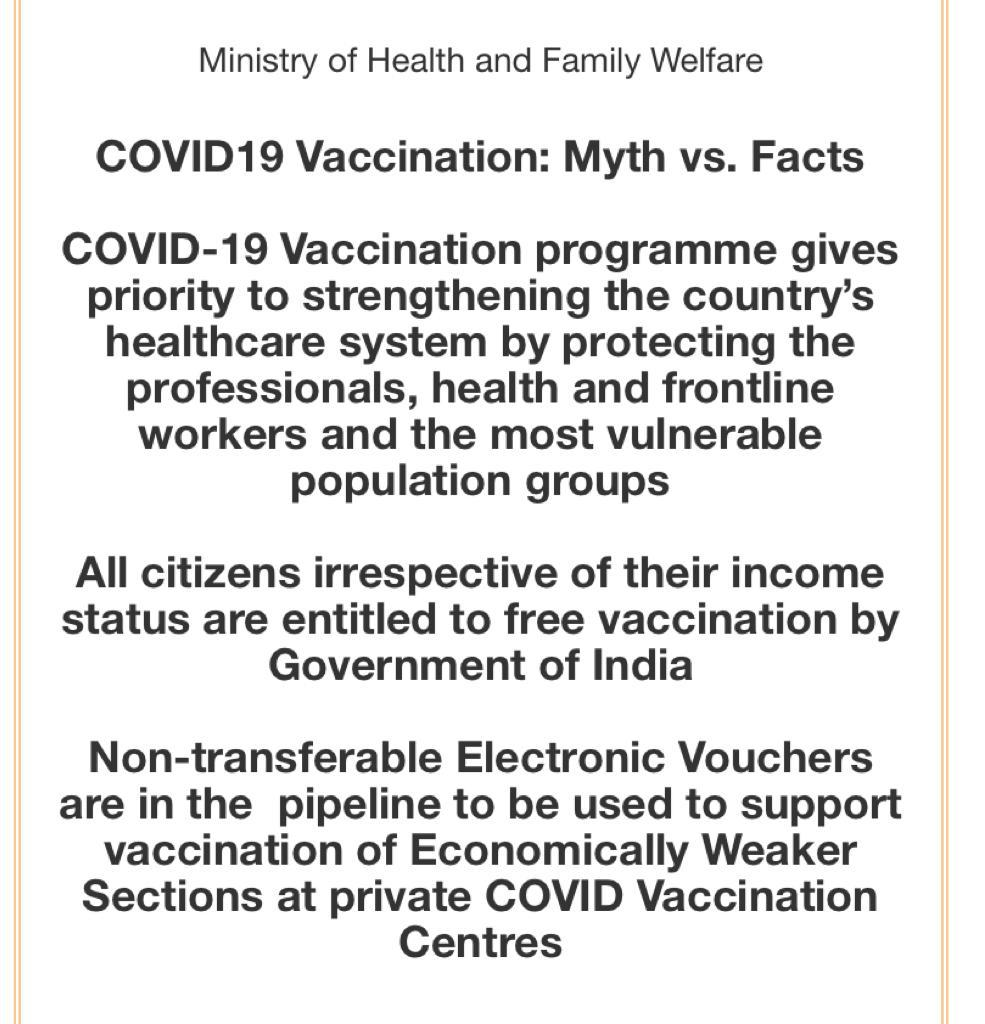 Ministry of Health and Family Welfare
COVID19 Vaccination: Myth vs. Facts
COVID-19 Vaccination programme gives
priority to strengthening the country’s
healthcare system by protecting the
professionals, health and frontline
workers and the most vulnerable
population groups
All citizens irrespective of their income
status are entitled to free vaccination by
Government of India
Non-transferable Electronic Vouchers
are in the  pipeline to be used to support
vaccination of Economically Weaker
Sections at private COVID Vaccination
Centres